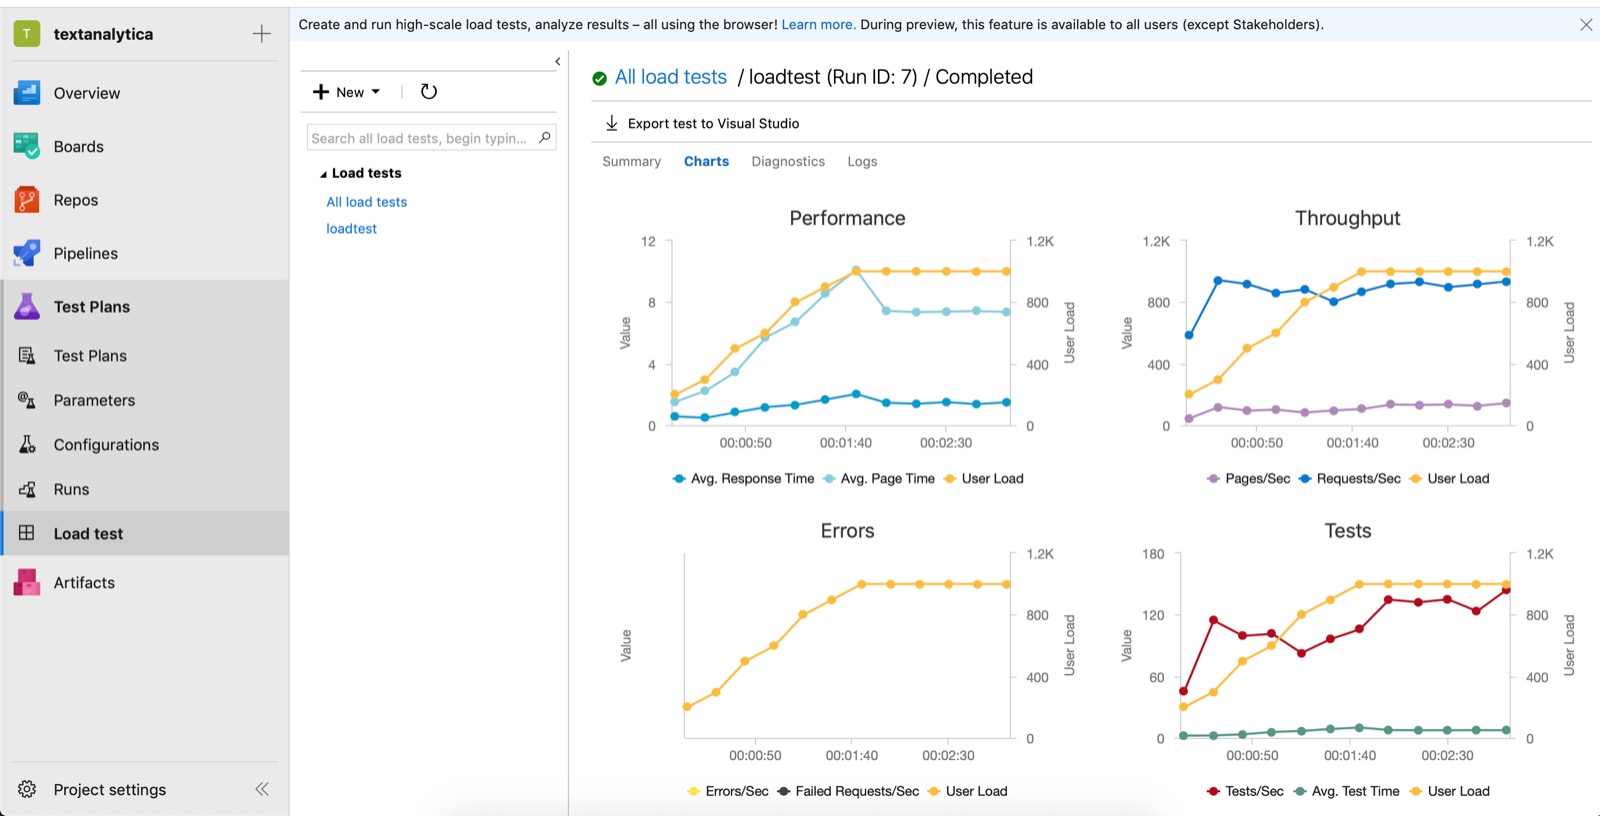 Create and run high-scale load tests, analyze results – all using the browser! Learn more. During preview, this feature is available to all users (except Stakeholders).
T textanalytica
Overview
Boards
Repos
Pipelines
Test Plans
Test Plans
Parameters
Configurations
Runs
Load test
Artifacts
Project settings
New
Search all load tests, begin typin...
Load tests
All load tests
loadtest
All load tests / loadtest (Run ID: 7) / Completed
Export test to Visual Studio
Summary Charts Diagnostics Logs
Performance
12
8
4
0
Value
1.2K
800
400
0
User Load
00:00:50 00:01:40 00:02:30
Avg. Response Time Avg. Page Time User Load
Throughput
1.2K
800
400
0
Value
1.2K
800
400
0
User Load
00:00:50 00:01:40 00:02:30
Pages/Sec Requests/Sec User Load
Errors
Value
1.2K
800
400
0
User Load
00:00:50 00:01:40 00:02:30
Errors/Sec Failed Requests/Sec User Load
Tests
180
120
60
0
Value
1.2K
800
400
0
User Load
00:00:50 00:01:40 00:02:30
Tests/Sec Avg. Test Time User Load